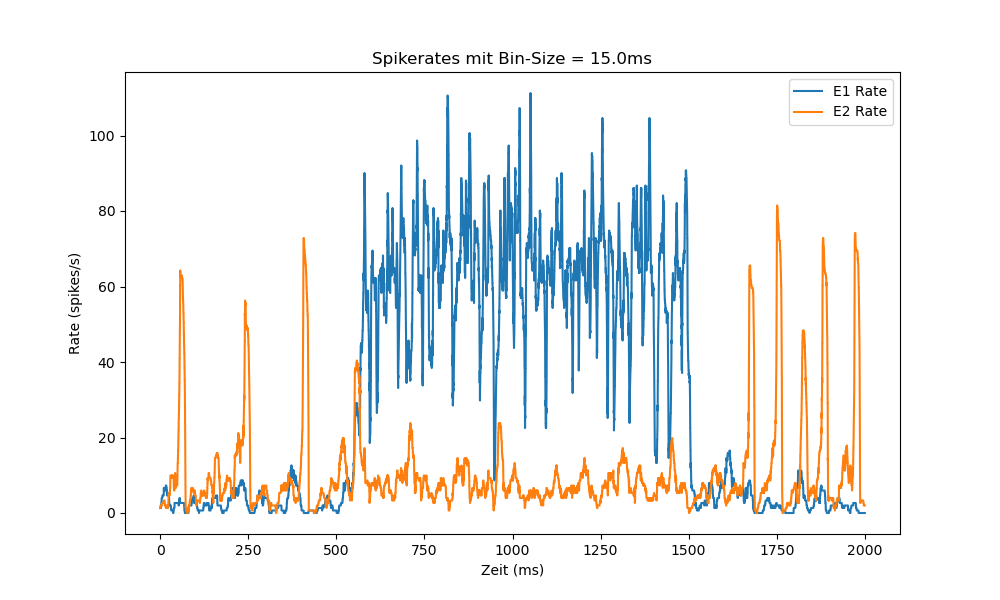 Spikerates mit Bin-Size = 15.0ms
E1 Rate
E2 Rate
Rate (spikes/s)
100
80
60
40
20
0
0 250 500 750 1000 1250 1500 1750 2000
Zeit (ms)